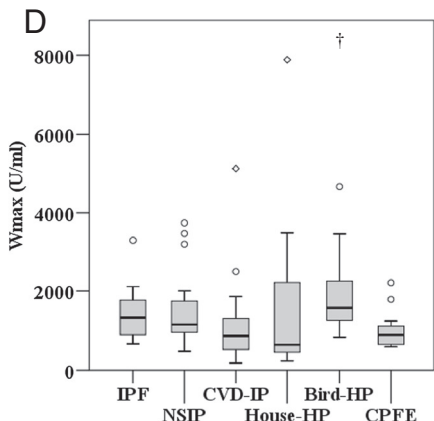 D
†
8000
6000
4000
2000
0
Wmax (U/ml)
IPF CVD-IP Bird-HP
NSIP House-HP CPFE